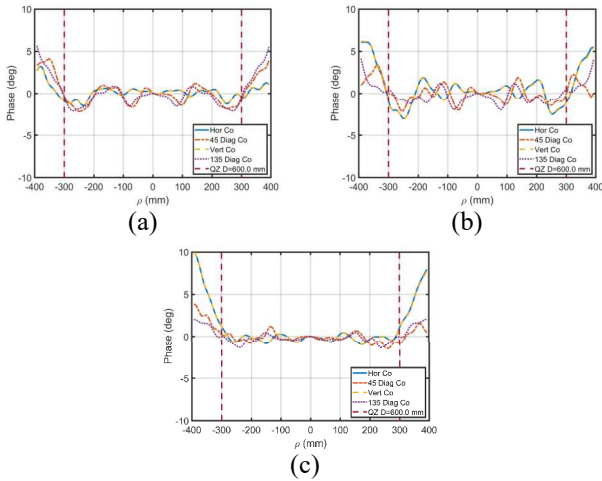 10
5
0
-5
-10
Phase (deg)
Hor Co
45 Diag Co
Vert Co
135 Diag Co
QZ D=600.0 mm
-400 -300 -200 -100 0 100 200 300 400
ρ (mm)
(a)
10
5
0
-5
-10
Phase (deg)
Hor Co
45 Diag Co
Vert Co
135 Diag Co
QZ D=600.0 mm
-400 -300 -200 -100 0 100 200 300 400
ρ (mm)
(b)
10
5
0
-5
-10
Phase (deg)
Hor Co
45 Diag Co
Vert Co
135 Diag Co
QZ D=600.0 mm
-400 -300 -200 -100 0 100 200 300 400
ρ (mm)
(c)